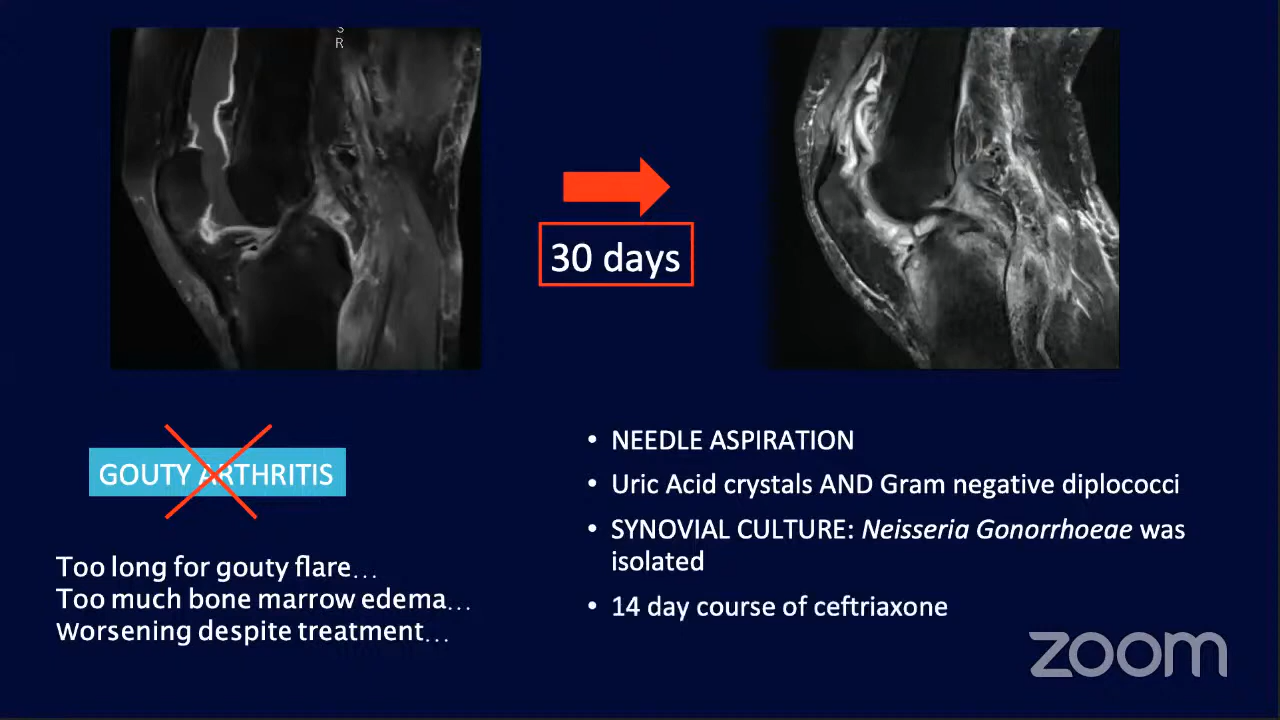 S
R
30 days
GOUTY ARTHRITIS
Too long for gouty flare…
Too much bone marrow edema…
Worsening despite treatment…
• NEEDLE ASPIRATION
• Uric Acid crystals AND Gram negative diplococci
• SYNOVIAL CULTURE: Neisseria Gonorrhoeae was
isolated
• 14 day course of ceftriaxone
zoom